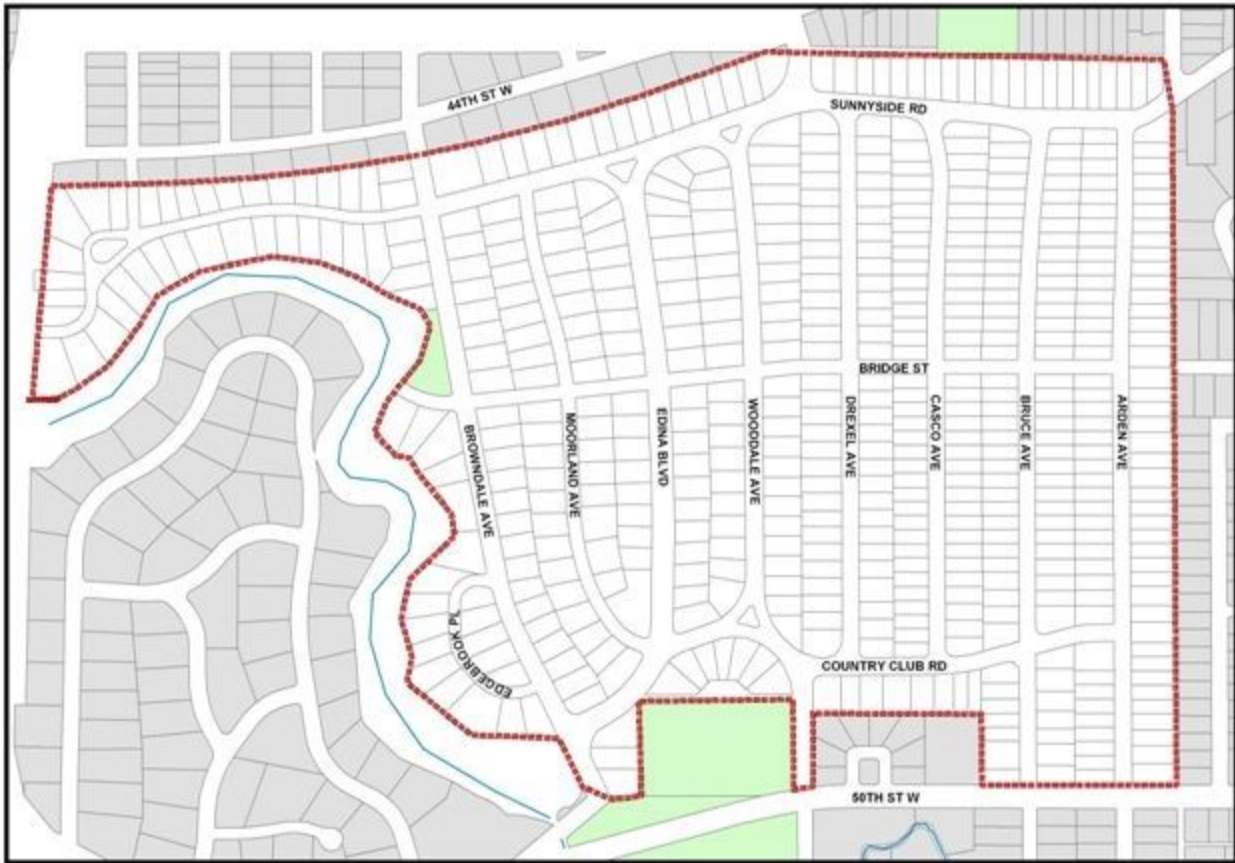 44TH ST W
SUNNYSIDE RD
BRIDGE ST
BROWNDALE AVE
MOORLAND AVE
EDINA BLVD
WOODDALE AVE
DREXEL AVE
CASCO AVE
BRUCE AVE
ARDEN AVE
EDGEBROOK PL
COUNTRY CLUB RD
50TH ST W